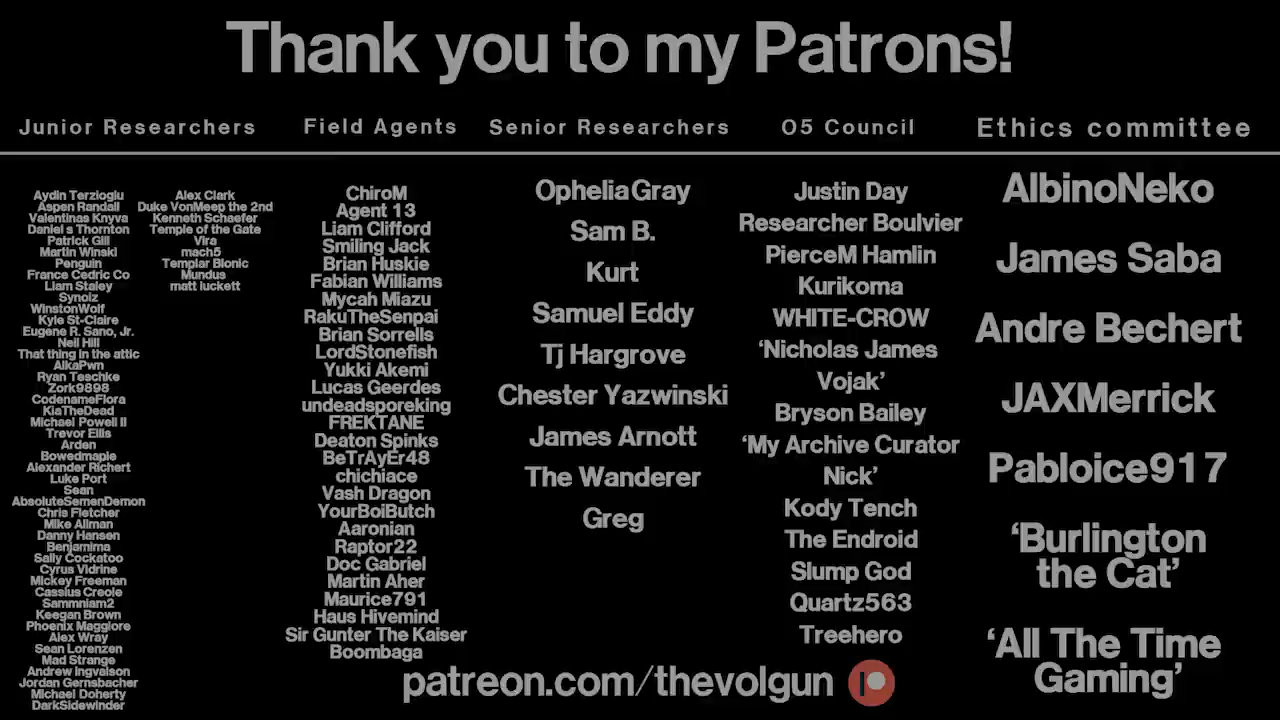 Thank you to my Patrons!
Junior Researchers
Aydin Terzioglu
Aspen Randall
Valentinas Knyva
Daniel s Thornton
Patrick Gill
Martin Winski
Penguin
France Cedric Co
Liam Staley
Synoiz
WinstonWolf
Kyle St-Claire
Eugene R. Sano, Jr.
Neil Hill
That thing in the attic
AlkaPwn
Ryan Teschke
Zork9898
CodenameFlora
KiaTheDead
Michael Powell II
Trevor Ellis
Arden
Bowedmaple
Alexander Richert
Luke Port
Sean
AbsoluteSemenDemon
Chris Fletcher
Mike Allman
Danny Hansen
Benjamima
Sally Cockatoo
Cyrus Vidrine
Mickey Freeman
Cassius Creole
Sammniam2
Keegan Brown
Phoenix Maggiore
Alex Wray
Sean Lorenzen
Mad Strange
Andrew Ingvalson
Jordan Gernsbacher
Michael Doherty
DarkSidewinder
Alex Clark
Duke VonMeep the 2nd
Kenneth Schaefer
Temple of the Gate
Vira
mach5
Templar Bionic
Mundus
matt luckett
Field Agents
ChiroM
Agent 13
Liam Clifford
Smiling Jack
Brian Huskie
Fabian Williams
Mycah Miazu
RakuTheSenpai
Brian Sorrells
LordStonefish
Yukki Akemi
Lucas Geerdes
undeadsporeking
FREKTANE
Deaton Spinks
BeTrAyEr48
chichiace
Vash Dragon
YourBoiButch
Aaronian
Raptor22
Doc Gabriel
Martin Aher
Maurice791
Haus Hivemind
Sir Gunter The Kaiser
Boombaga
Senior Researchers
OpheliaGray
Sam B.
Kurt
Samuel Eddy
Tj Hargrove
Chester Yazwinski
James Arnott
The Wanderer
Greg
O5 Council
Justin Day
Researcher Boulvier
PierceM Hamlin
Kurikoma
WHITE-CROW
‘Nicholas James
Vojak’
Bryson Bailey
‘My Archive Curator
Nick’
Kody Tench
The Endroid
Slump God
Quartz563
Treehero
Ethics committee
AlbinoNeko
James Saba
Andre Bechert
JAXMerrick
Pabloice917
‘Burlington
the Cat’
‘All The Time
Gaming’
patreon.com/thevolgun